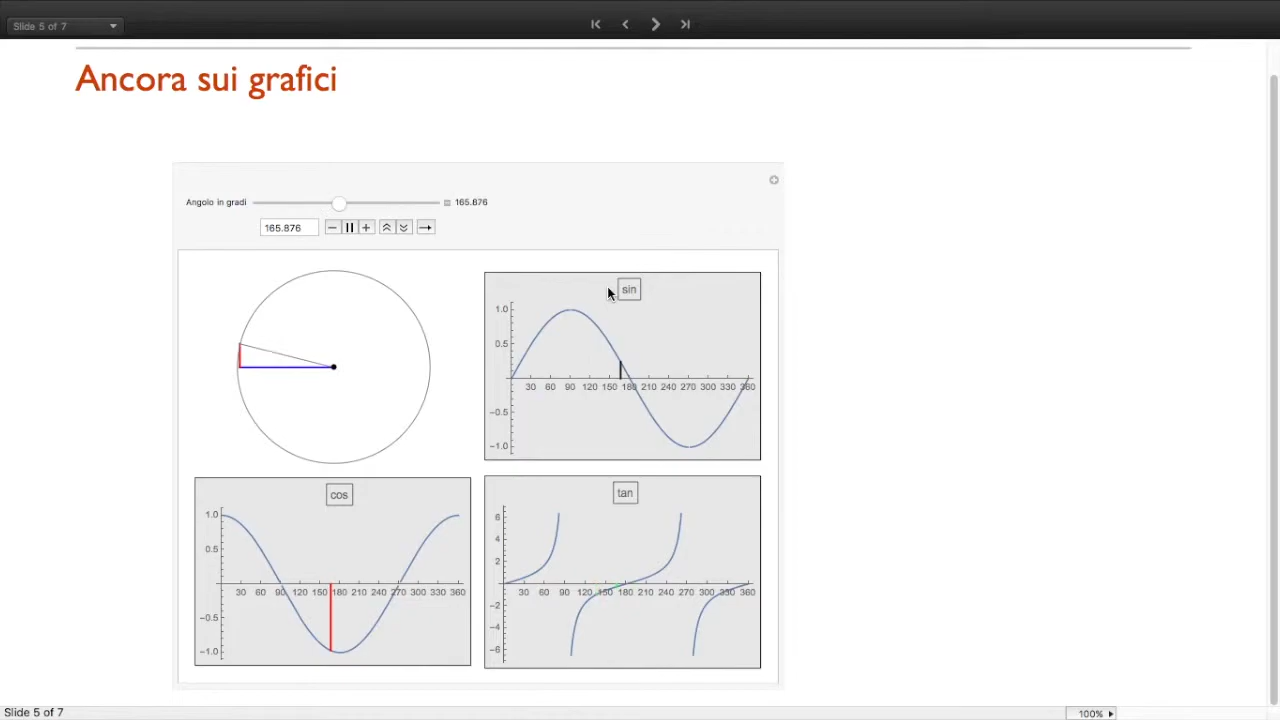 Slide 5 of 7
Ancora sui grafici
Angolo in gradi 165.876
165.876
sin
1.0
0.5
30 60 90 120 150 180 210 240 270 300 330 360
−0.5
−1.0
cos
1.0
0.5
30 60 90 120 150 180 210 240 270 300 330 360
−0.5
−1.0
tan
6
4
2
30 60 90 120 150 180 210 240 270 300 330 360
−2
−4
−6
Slide 5 of 7
100%